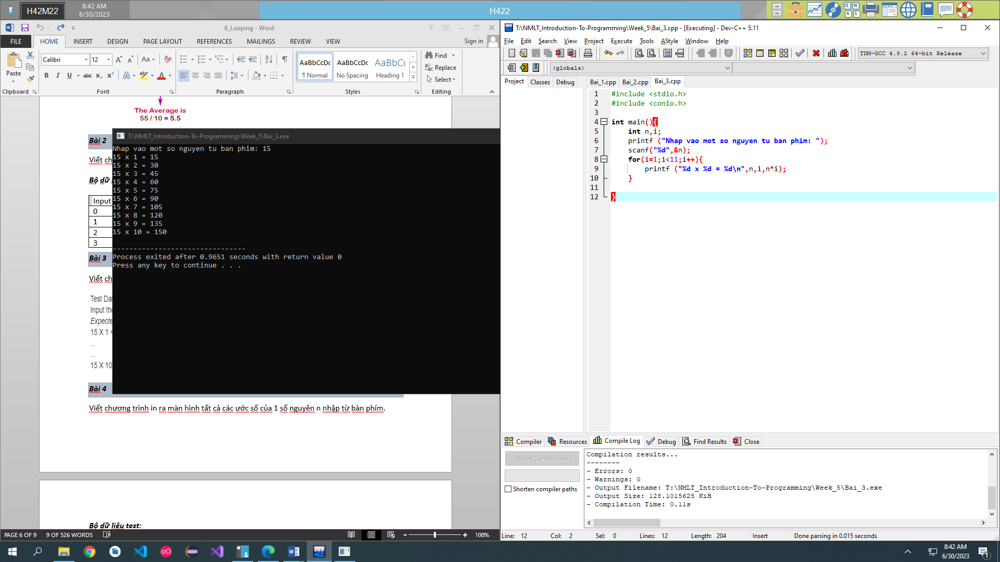 H42M22
8:42 AM
6/30/2023
H422
6_Looping - Word
FILE
HOME
INSERT
DESIGN
PAGE LAYOUT
REFERENCES
MAILINGS
REVIEW
VIEW
Sign in
Paste
Clipboard
Calibri
12
Font
Paragraph
AaBbCcDc
¶ Normal
AaBbCcDc
No Spacing
AaBbCc
Heading 1
Styles
Find
Replace
Select
Editing
The Average is
55 / 10 = 5.5
Bài 2
Viết ch
Bộ dữ
Input
0
1
2
3
Bài 3
Viết ch
Test Da
Input the
Expecte
15 X 1 =
...
...
15 X 10
Bài 4
Viết chương trình in ra màn hình tất cả các ước số của 1 số nguyên n nhập từ bàn phím.
Bộ dữ liệu test:
PAGE 6 OF 9
9 OF 526 WORDS
100%
T:\NMLT_Introduction-To-Programming\Week_5\Bai_3.exe
Nhap vao mot so nguyen tu ban phim: 15
15 x 1 = 15
15 x 2 = 30
15 x 3 = 45
15 x 4 = 60
15 x 5 = 75
15 x 6 = 90
15 x 7 = 105
15 x 8 = 120
15 x 9 = 135
15 x 10 = 150
--------------------------------
Process exited after 0.9651 seconds with return value 0
Press any key to continue . . .
T:\NMLT_Introduction-To-Programming\Week_5\Bai_3.cpp - [Executing] - Dev-C++ 5.11
File Edit Search View Project Execute Tools AStyle Window Help
TDM-GCC 4.9.2 64-bit Release
(globals)
Project Classes Debug
Bai_1.cpp Bai_2.cpp Bai_3.cpp
1 #include <stdio.h>
2 #include <conio.h>
3
4 int main(){
5 int n,i;
6 printf ("Nhap vao mot so nguyen tu ban phim: ");
7 scanf("%d",&n);
8 for(i=1;i<11;i++){
9 printf ("%d x %d = %d\n",n,i,n*i);
10 }
11
12 }
Compiler Resources Compile Log Debug Find Results Close
Abort Compilation
Shorten compiler paths
Compilation results...
--------
- Errors: 0
- Warnings: 0
- Output Filename: T:\NMLT_Introduction-To-Programming\Week_5\Bai_3.exe
- Output Size: 128.1015625 KiB
- Compilation Time: 0.11s
Line: 12 Col: 2 Sel: 0 Lines: 12 Length: 204 Insert Done parsing in 0.015 seconds
8:42 AM
6/30/2023
1